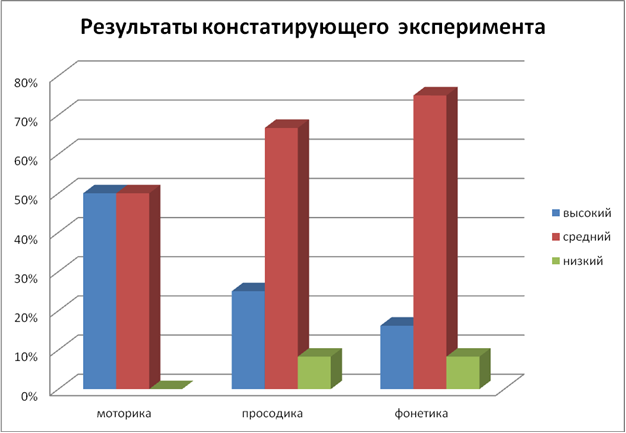 Результаты констатирующего эксперимента
80%
70%
60%
50%
40%
30%
20%
10%
0%
моторика
просодика
фонетика
высокий
средний
низкий